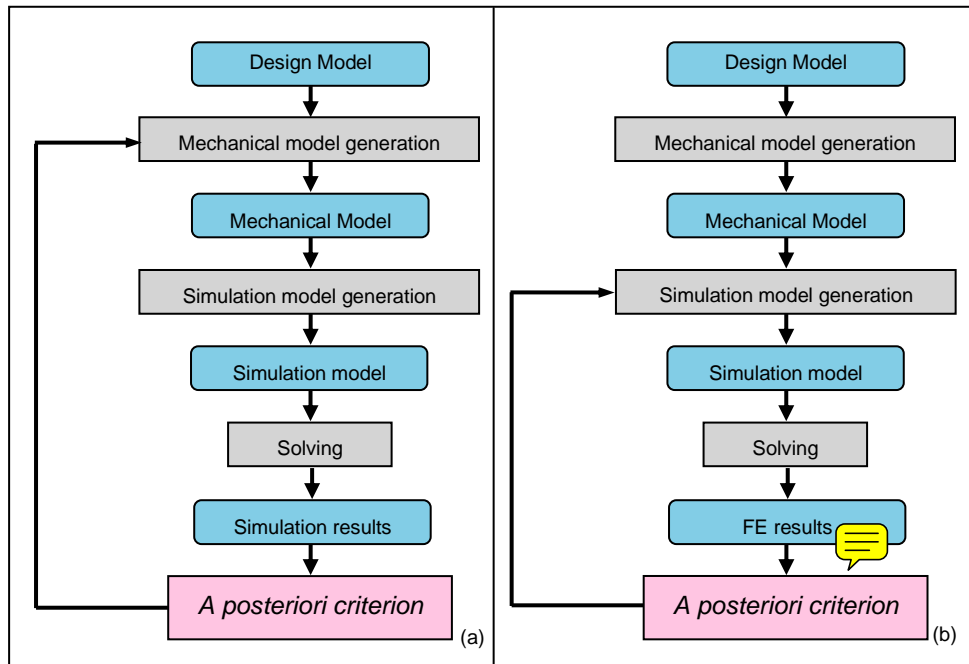 Design Model
Mechanical model generation
Mechanical Model
Simulation model generation
Simulation model
Solving
Simulation results
A posteriori criterion
(a)
Design Model
Mechanical model generation
Mechanical Model
Simulation model generation
Simulation model
Solving
FE results
A posteriori criterion
(b)